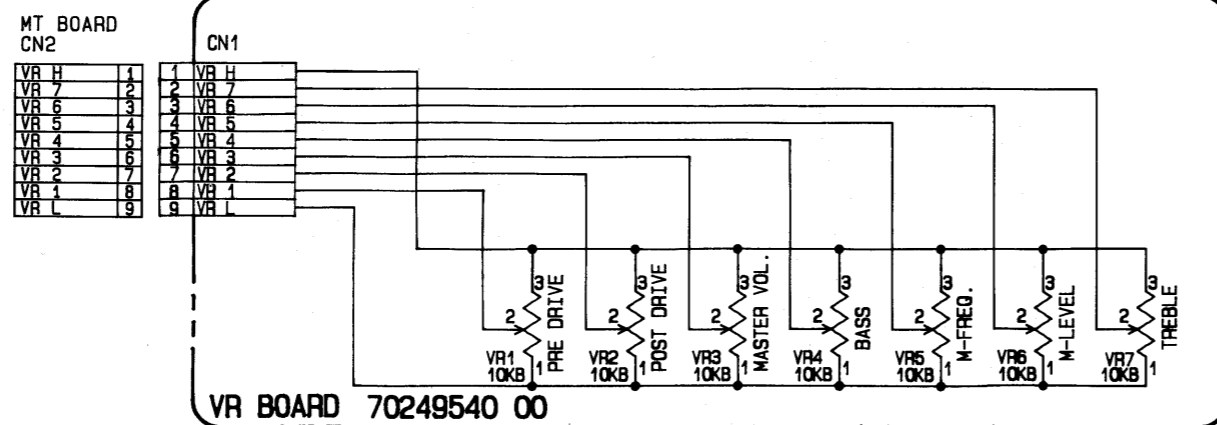 MT BOARD
CN2
CN1
VR H 1 1 VR H
VR 7 2 2 VR 7
VR 6 3 3 VR 6
VR 5 4 4 VR 5
VR 4 5 5 VR 4
VR 3 6 6 VR 3
VR 2 7 7 VR 2
VR 1 8 8 VR 1
VR L 9 9 VR L
3 3 3 3 3 3 3
2 2 2 2 2 2 2
PRE DRIVE
POST DRIVE
MASTER VOL.
BASS
M-FREQ.
M-LEVEL
TREBLE
VR1 1 VR2 1 VR3 1 VR4 1 VR5 1 VR6 1 VR7 1
10KB 10KB 10KB 10KB 10KB 10KB 10KB
VR BOARD 70249540 00